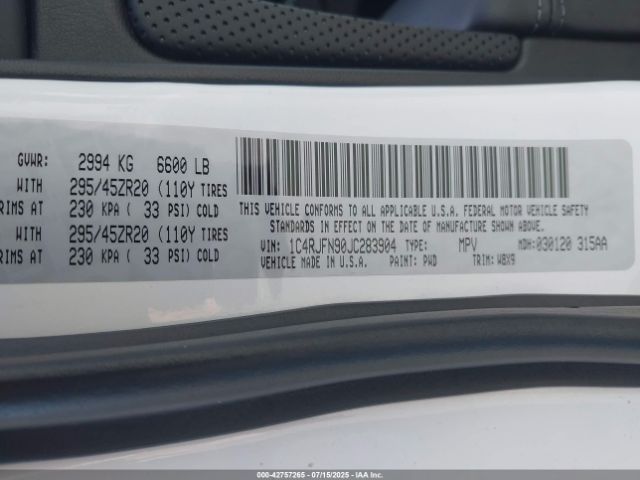 GVWR: 2994 KG 6600 LB
WITH 295/45ZR20 (110Y TIRES
RIMS AT 230 KPA ( 33 PSI) COLD
WITH 295/45ZR20 (110Y TIRES
RIMS AT 230 KPA ( 33 PSI) COLD
THIS VEHICLE CONFORMS TO ALL APPLICABLE U.S.A. FEDERAL MOTOR VEHICLE SAFETY
STANDARDS IN EFFECT ON THE DATE OF MANUFACTURE SHOWN ABOVE.
VIN: 1C4RJFN90JC283904 TYPE: MPV MDH:030120 315AA
VEHICLE MADE IN U.S.A. PAINT: PWD TRIM: W8X9
000-42757265 07/15/2025 IAAI.COM